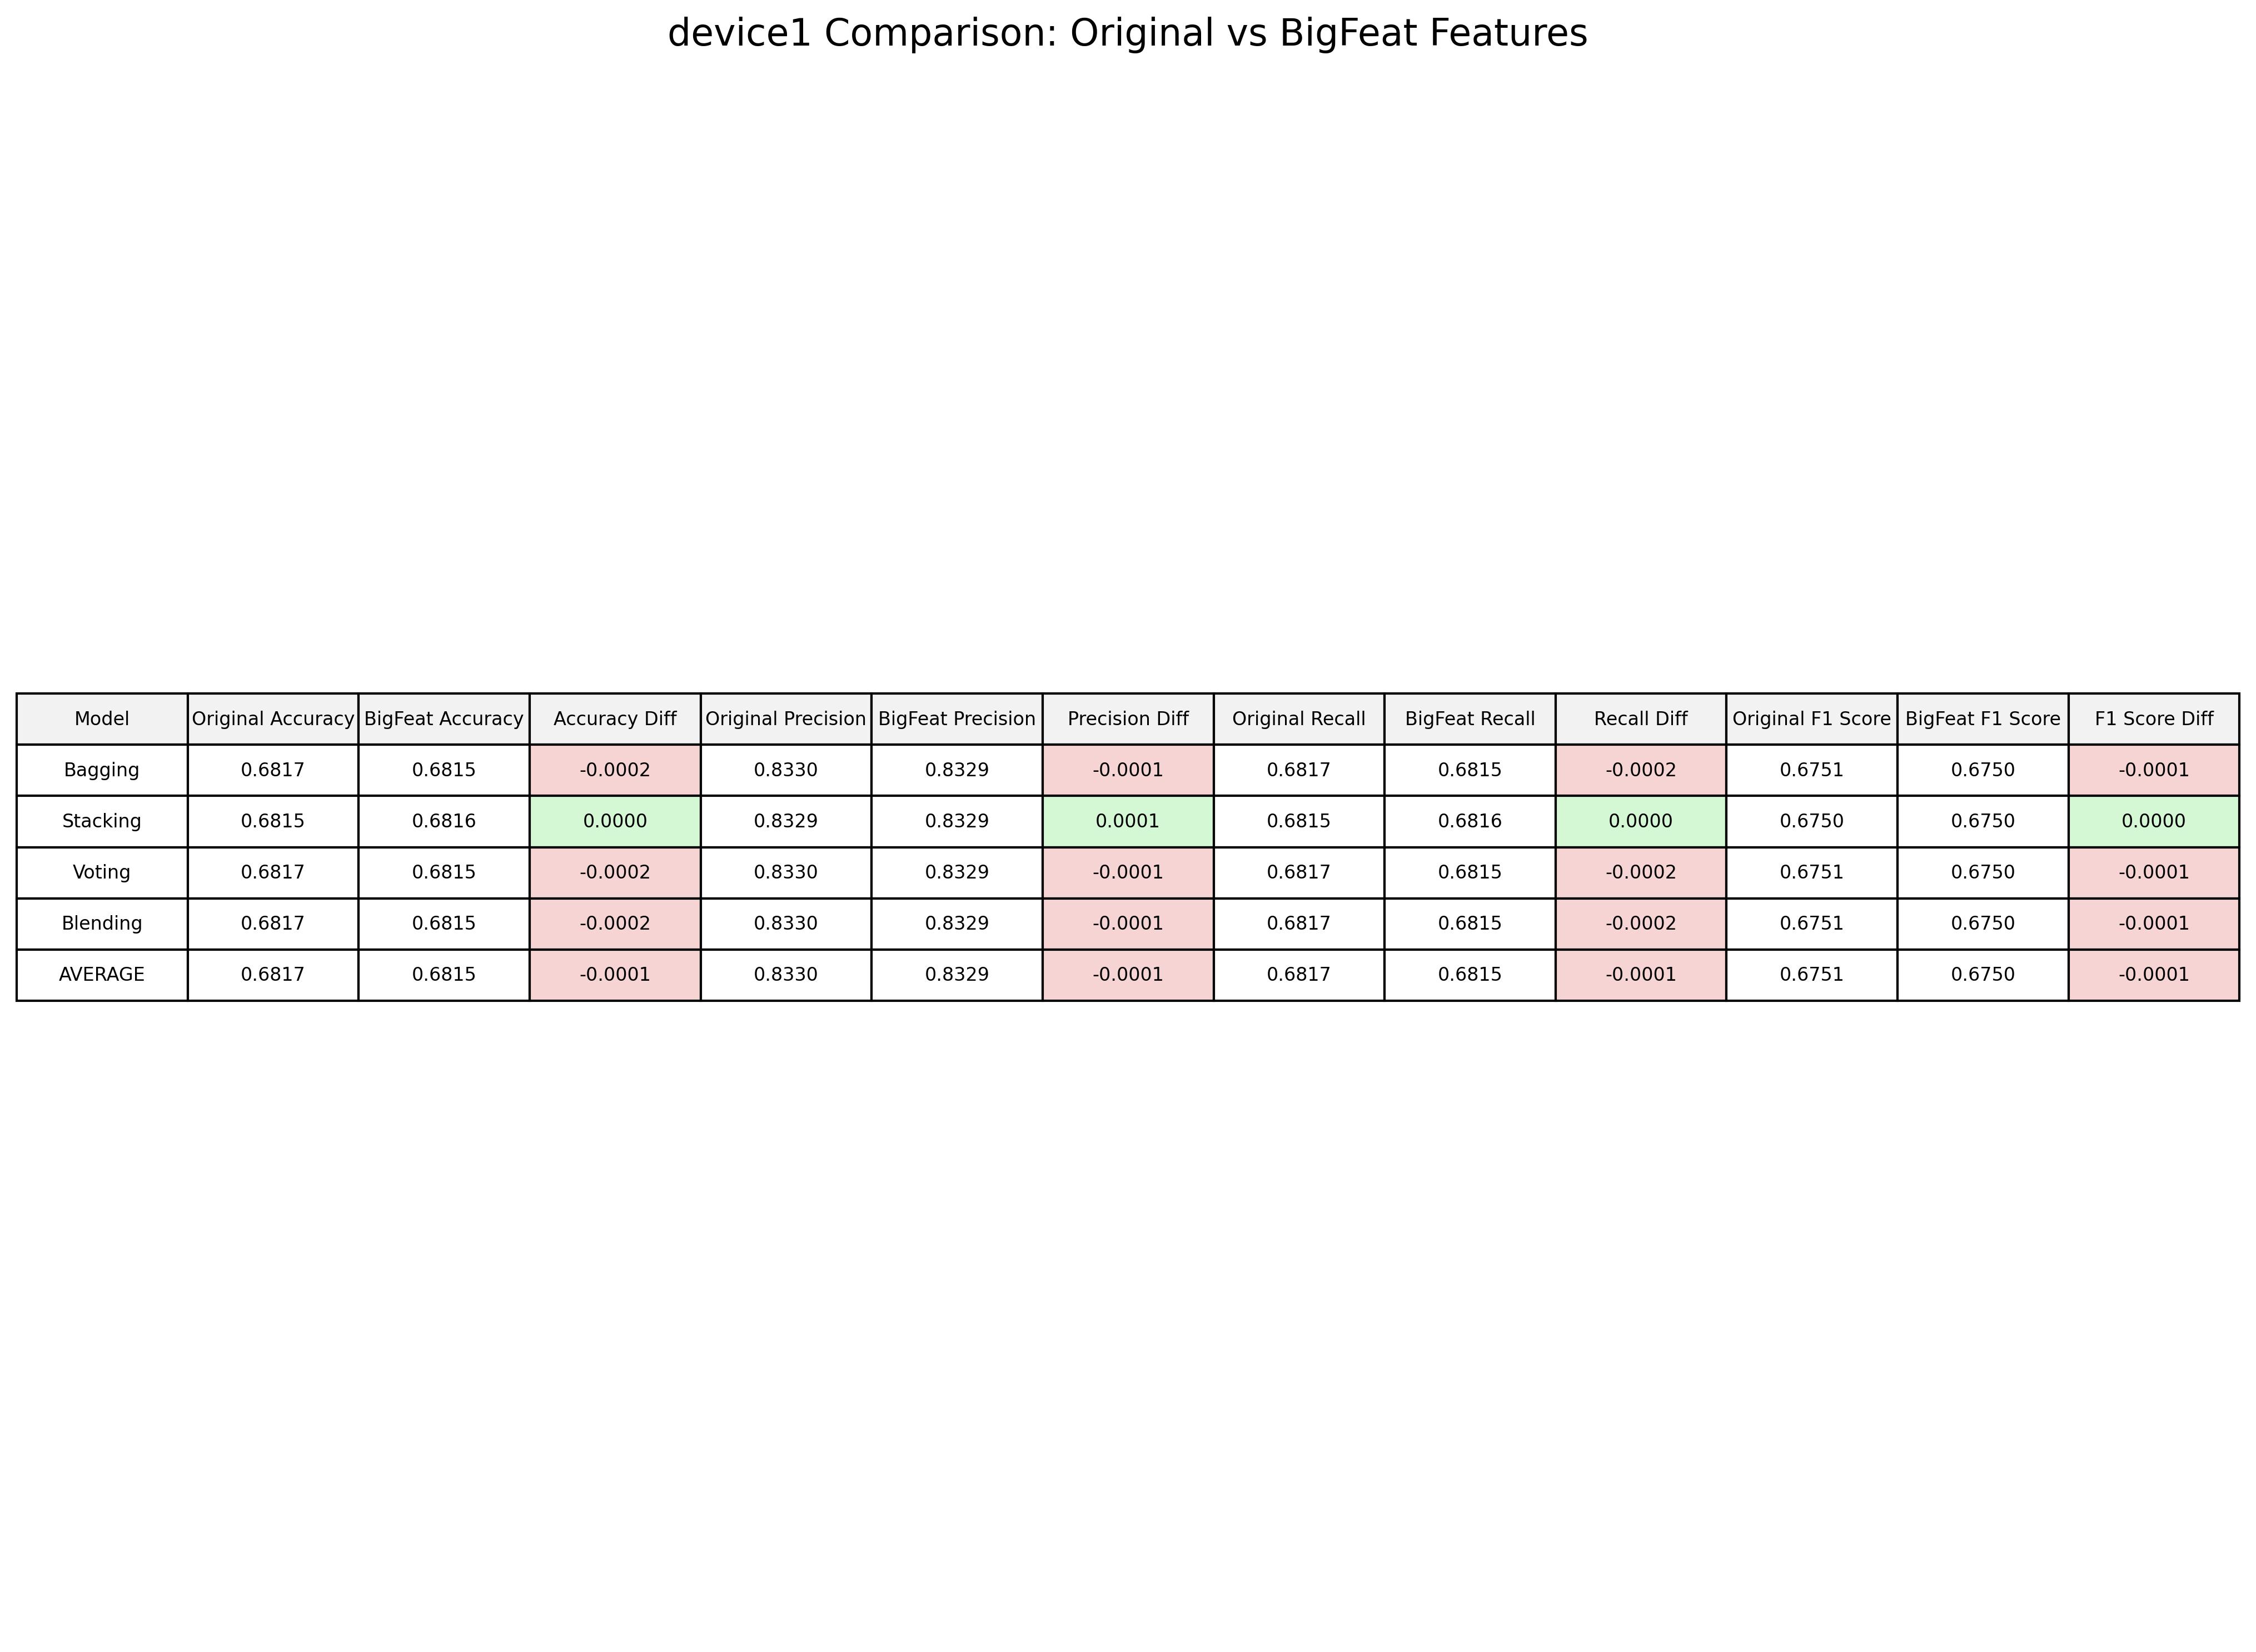 device1 Comparison: Original vs BigFeat Features
Model Original Accuracy BigFeat Accuracy Accuracy Diff Original Precision BigFeat Precision Precision Diff Original Recall BigFeat Recall Recall Diff Original F1 Score BigFeat F1 Score F1 Score Diff
Bagging 0.6817 0.6815 -0.0002 0.8330 0.8329 -0.0001 0.6817 0.6815 -0.0002 0.6751 0.6750 -0.0001
Stacking 0.6815 0.6816 0.0000 0.8329 0.8329 0.0001 0.6815 0.6816 0.0000 0.6750 0.6750 0.0000
Voting 0.6817 0.6815 -0.0002 0.8330 0.8329 -0.0001 0.6817 0.6815 -0.0002 0.6751 0.6750 -0.0001
Blending 0.6817 0.6815 -0.0002 0.8330 0.8329 -0.0001 0.6817 0.6815 -0.0002 0.6751 0.6750 -0.0001
AVERAGE 0.6817 0.6815 -0.0001 0.8330 0.8329 -0.0001 0.6817 0.6815 -0.0001 0.6751 0.6750 -0.0001